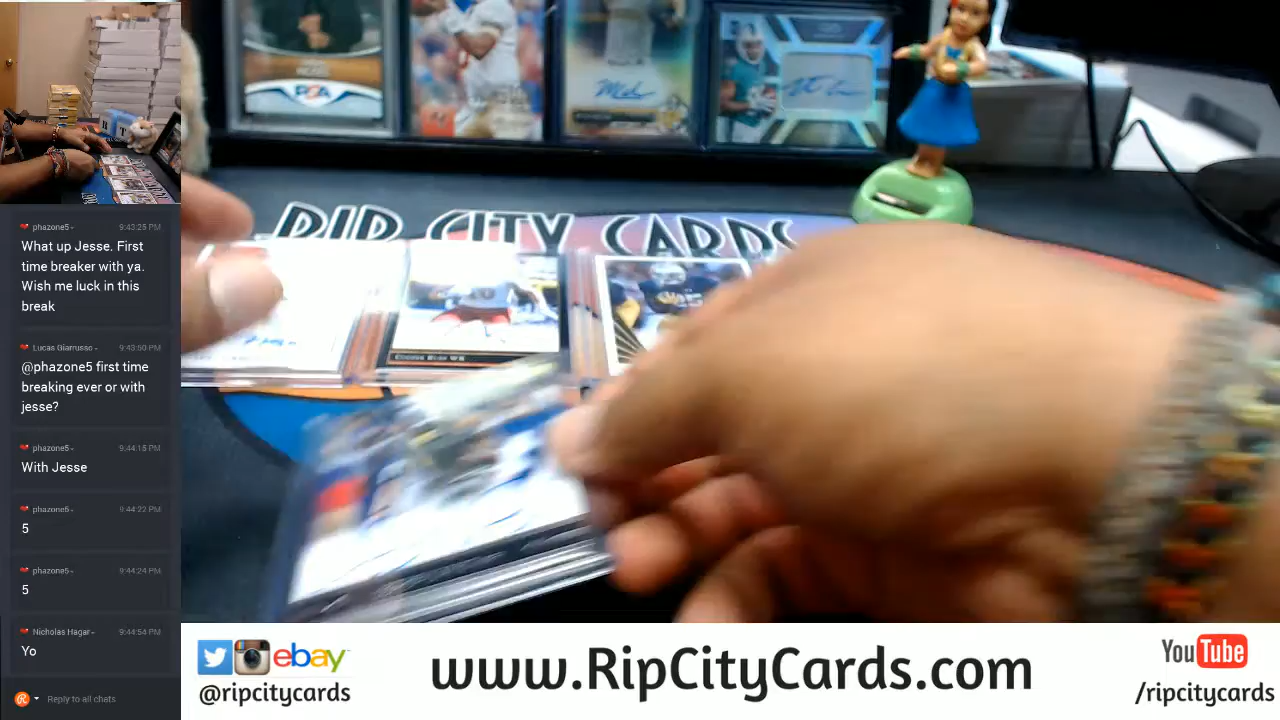 phazone5 9:43:25 PM
What up Jesse. First
time breaker with ya.
Wish me luck in this
break
Lucas Giarrusso 9:43:60 PM
@phazone5 first time
breaking ever or with
jesse?
phazone5 9:44:15 PM
With Jesse
phazone5 9:44:22 PM
5
phazone5 9:44:24 PM
5
Nicholas Hagar 9:44:54 PM
Yo
Reply to all chats
RIP CITY CARDS
ebay
@ripcitycards
www.RipCityCards.com
YouTube
/ripcitycards